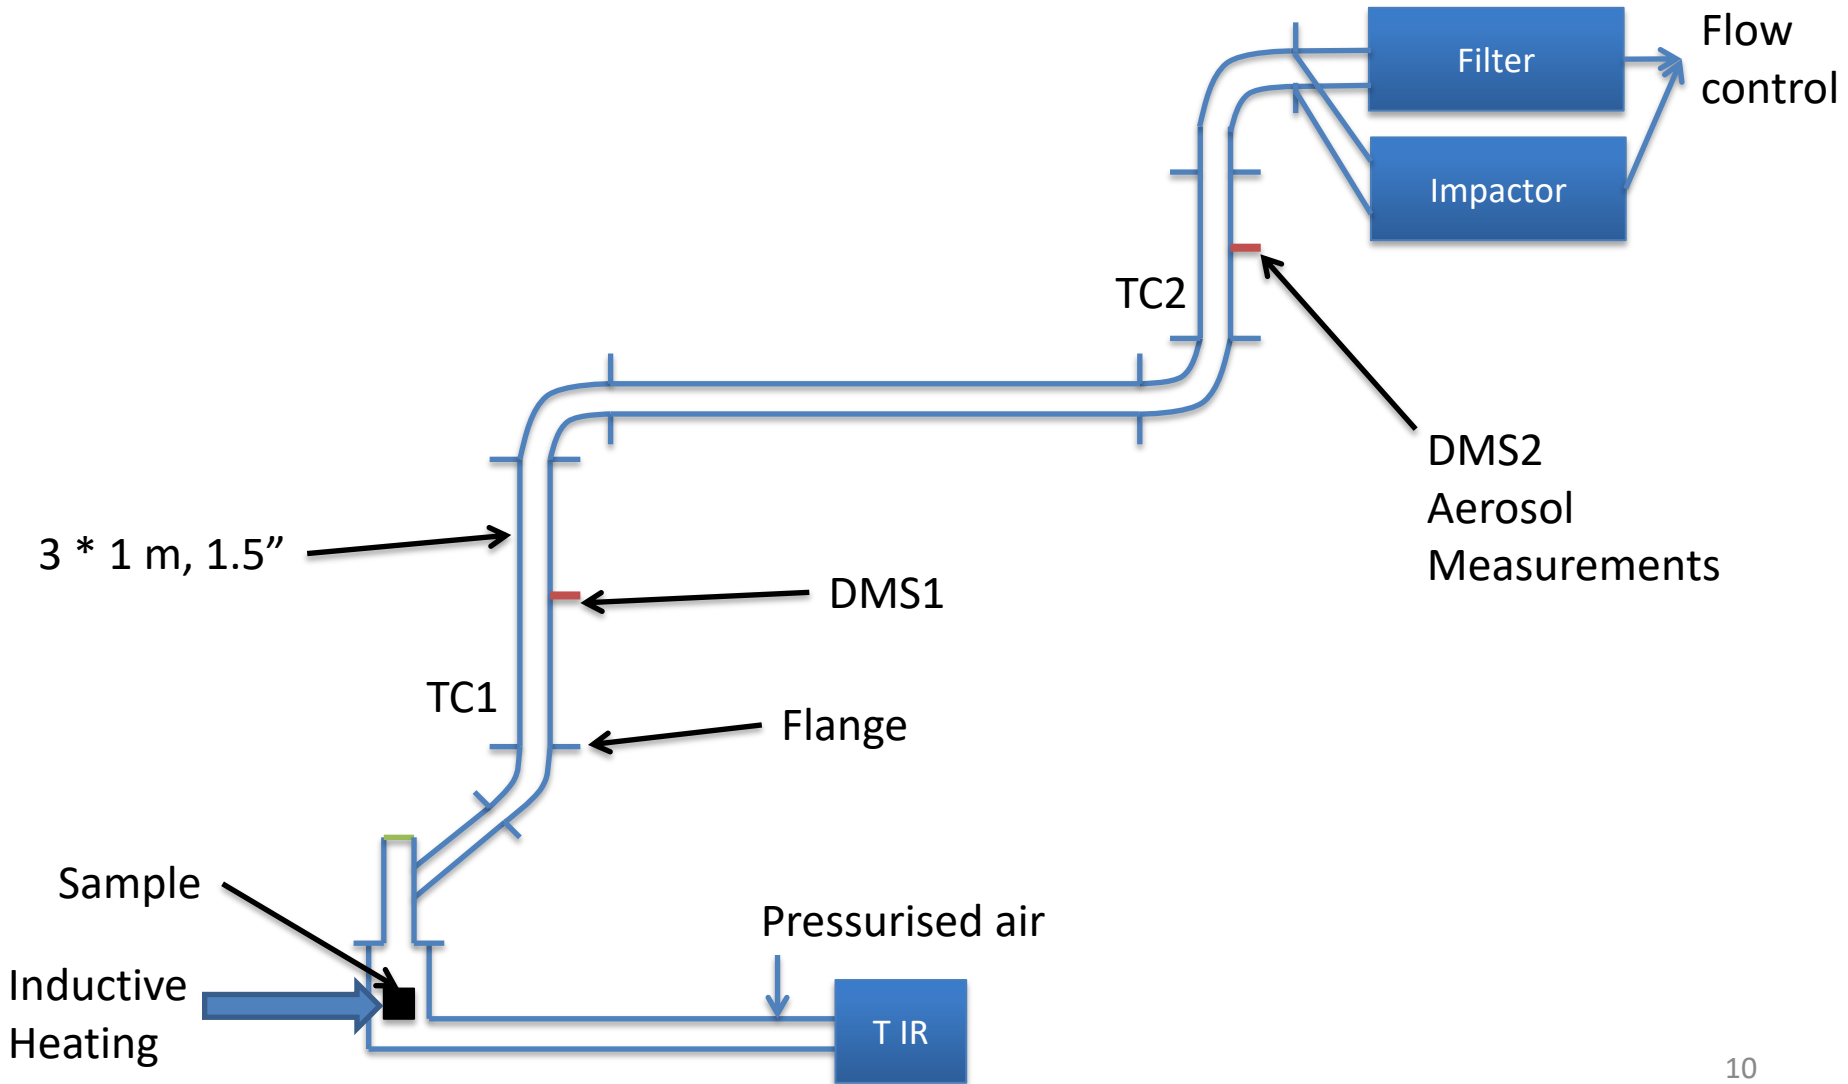 Filter
Flow
control
Impactor
TC2
DMS2
Aerosol
Measurements
3 * 1 m, 1.5”
DMS1
TC1
Flange
Sample
Pressurised air
Inductive
Heating
T IR
10